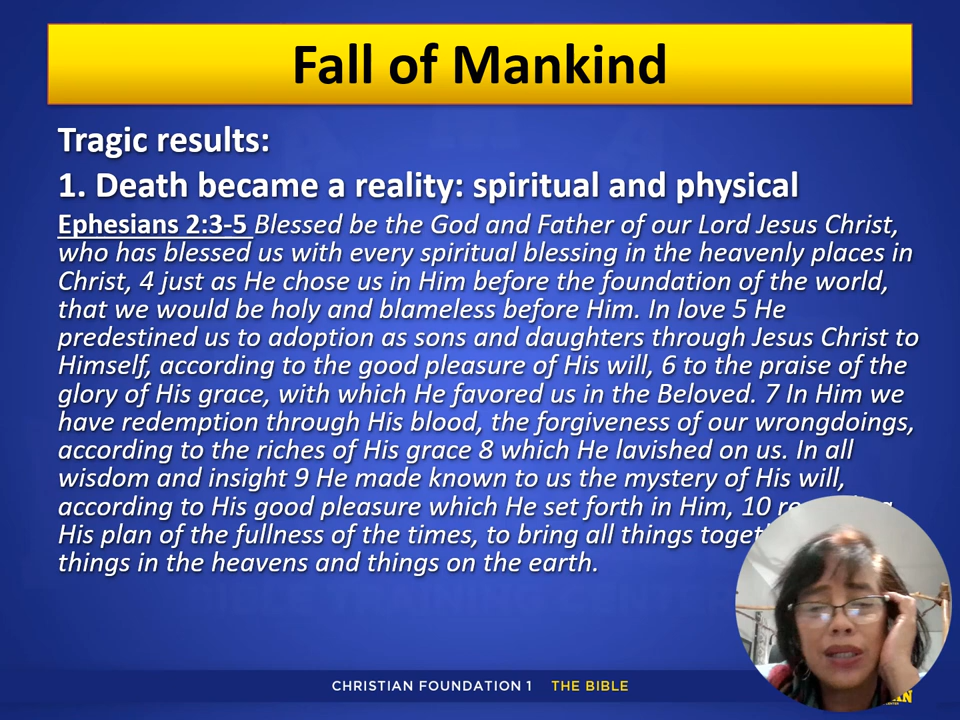 Fall of Mankind
Tragic results:
1. Death became a reality: spiritual and physical
Ephesians 2:3-5 Blessed be the God and Father of our Lord Jesus Christ,
who has blessed us with every spiritual blessing in the heavenly places in
Christ, 4 just as He chose us in Him before the foundation of the world,
that we would be holy and blameless before Him. In love 5 He
predestined us to adoption as sons and daughters through Jesus Christ to
Himself, according to the good pleasure of His will, 6 to the praise of the
glory of His grace, with which He favored us in the Beloved. 7 In Him we
have redemption through His blood, the forgiveness of our wrongdoings,
according to the riches of His grace 8 which He lavished on us. In all
wisdom and insight 9 He made known to us the mystery of His will,
according to His good pleasure which He set forth in Him, 10
His plan of the fullness of the times, to bring all things
things in the heavens and things on the earth.
CHRISTIAN FOUNDATION 1 THE BIBLE